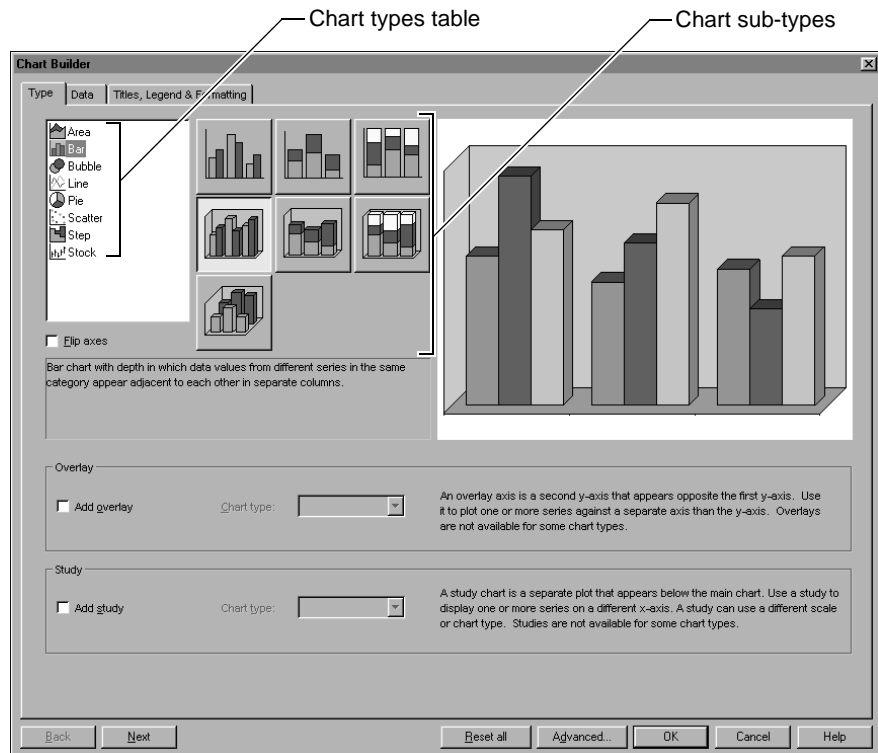 Chart types table
Chart sub-types
Chart Builder
Type
Data
Titles, Legend & Formatting
Area
Bar
Bubble
Line
Pie
Scatter
Step
Stock
Flip axes
Bar chart with depth in which data values from different series in the same
category appear adjacent to each other in separate columns.
Overlay
Add overlay
Chart type:
An overlay axis is a second y-axis that appears opposite the first y-axis. Use
it to plot one or more series against a separate axis than the y-axis. Overlays
are not available for some chart types.
Study
Add study
Chart type:
A study chart is a separate plot that appears below the main chart. Use a study to
display one or more series on a different x-axis. A study can use a different scale
or chart type. Studies are not available for some chart types.
Back
Next
Reset all
Advanced...
OK
Cancel
Help